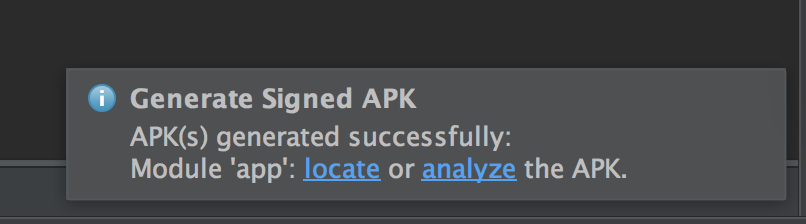 Generate Signed APK
APK(s) generated successfully:
Module 'app': locate or analyze the APK.